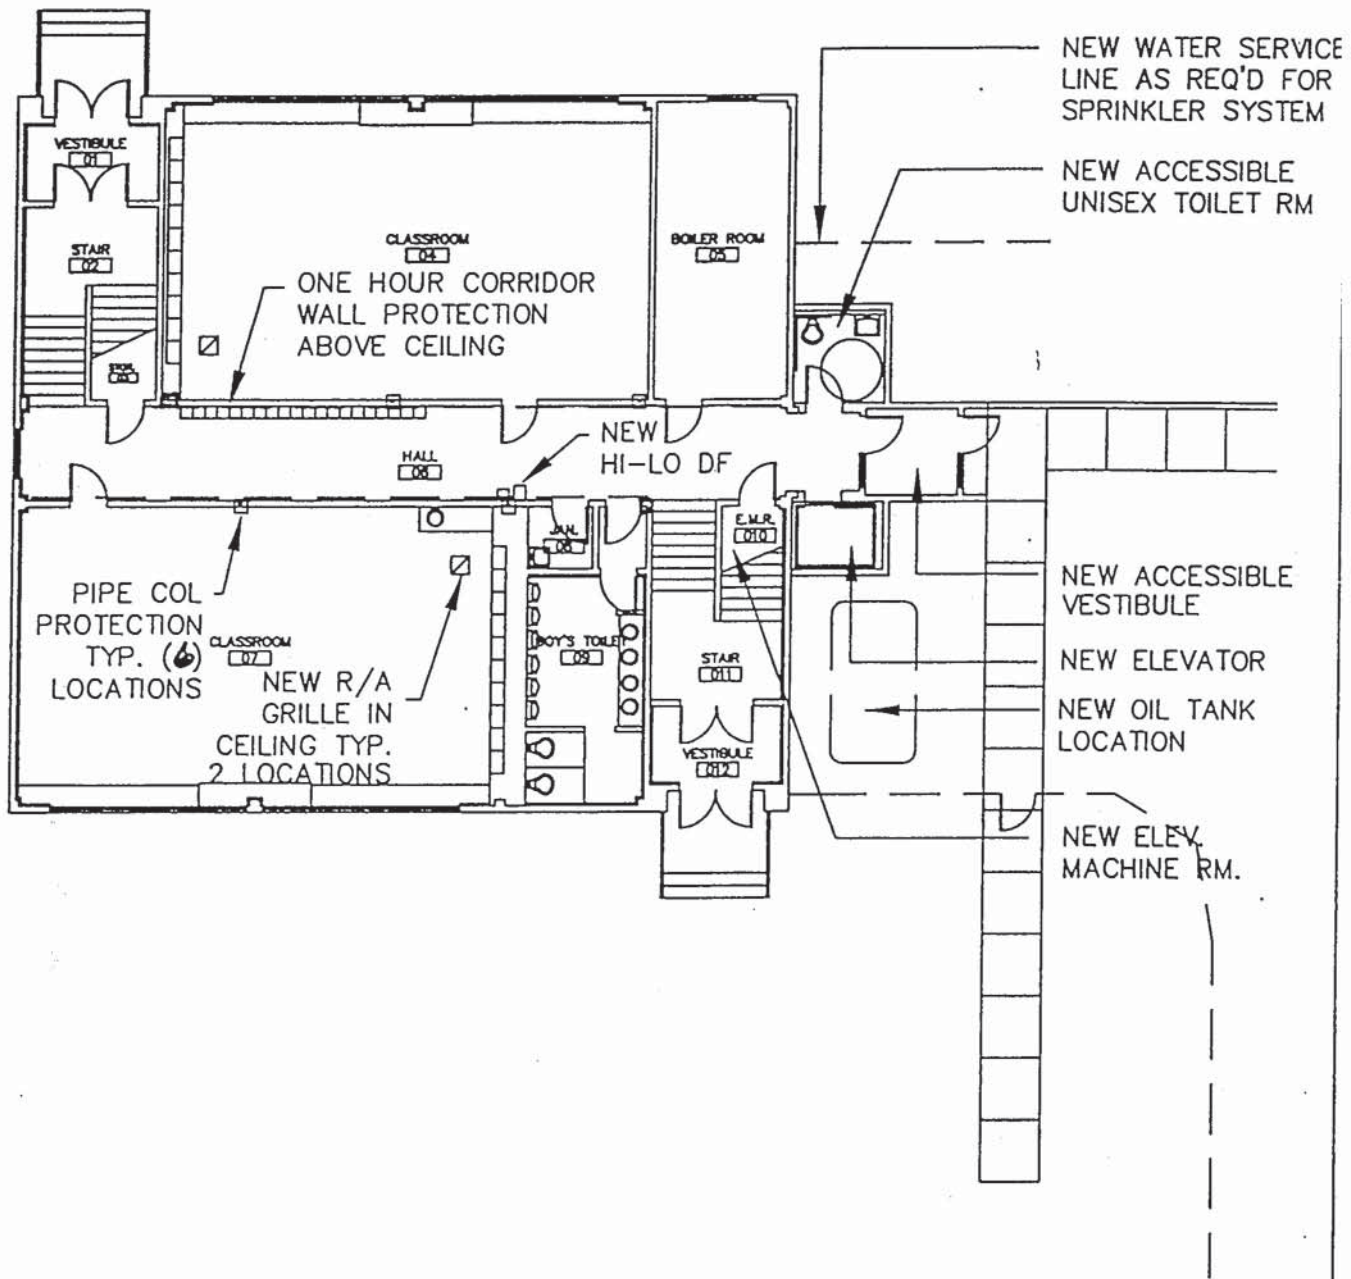 NEW WATER SERVICE
LINE AS REQ'D FOR
SPRINKLER SYSTEM
NEW ACCESSIBLE
UNISEX TOILET RM
VESTIBULE
01
STAIR
02
CLASSROOM
04
BOILER ROOM
05
ONE HOUR CORRIDOR
WALL PROTECTION
ABOVE CEILING
STOR.
03
HALL
06
NEW
HI-LO DF
JAN.
08
E.M.R.
010
PIPE COL
PROTECTION
TYP. (6)
LOCATIONS
CLASSROOM
07
NEW R/A
GRILLE IN
CEILING TYP.
2 LOCATIONS
BOY'S TOILET
09
STAIR
011
VESTIBULE
012
NEW ACCESSIBLE
VESTIBULE
NEW ELEVATOR
NEW OIL TANK
LOCATION
NEW ELEV.
MACHINE RM.